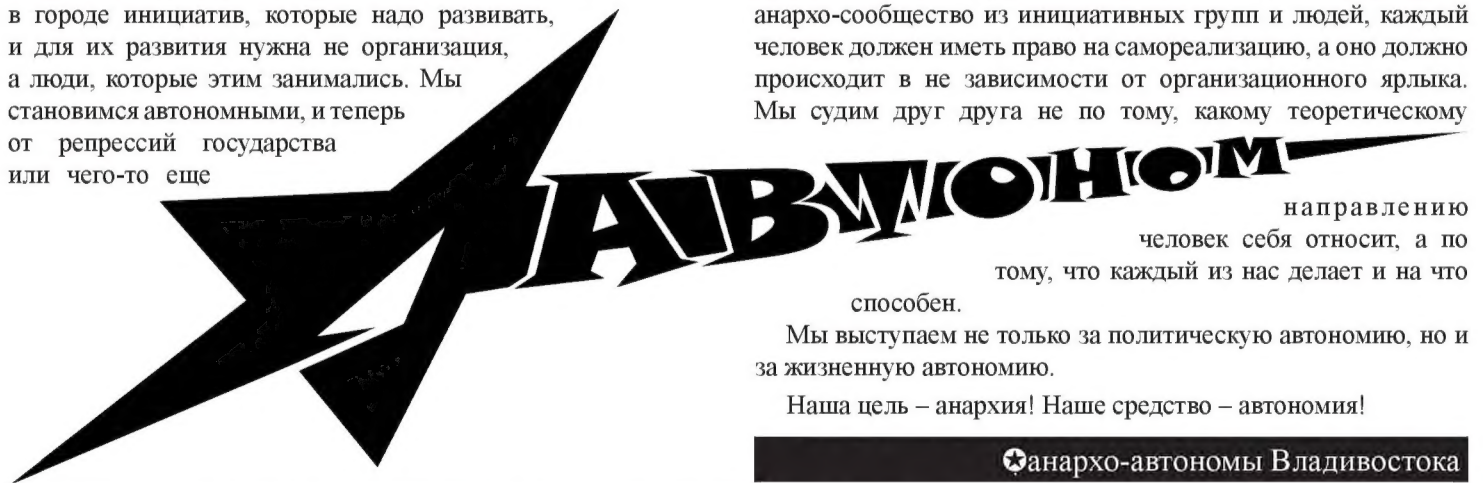 в городе инициатив, которые надо развивать,
и для их развития нужна не организация,
а люди, которые этим занимались. Мы
становимся автономными, и теперь
от репрессий государства
или чего-то еще
АВТОНОМ
анархо-сообщество из инициативных групп и людей, каждый
человек должен иметь право на самореализацию, а оно должно
происходит в не зависимости от организационного ярлыка.
Мы судим друг друга не по тому, какому теоретическому
направлению
человек себя относит, а по
тому, что каждый из нас делает и на что
способен.
Мы выступаем не только за политическую автономию, но и
за жизненную автономию.
Наша цель – анархия! Наше средство – автономия!
✪анархо-автономы Владивостока